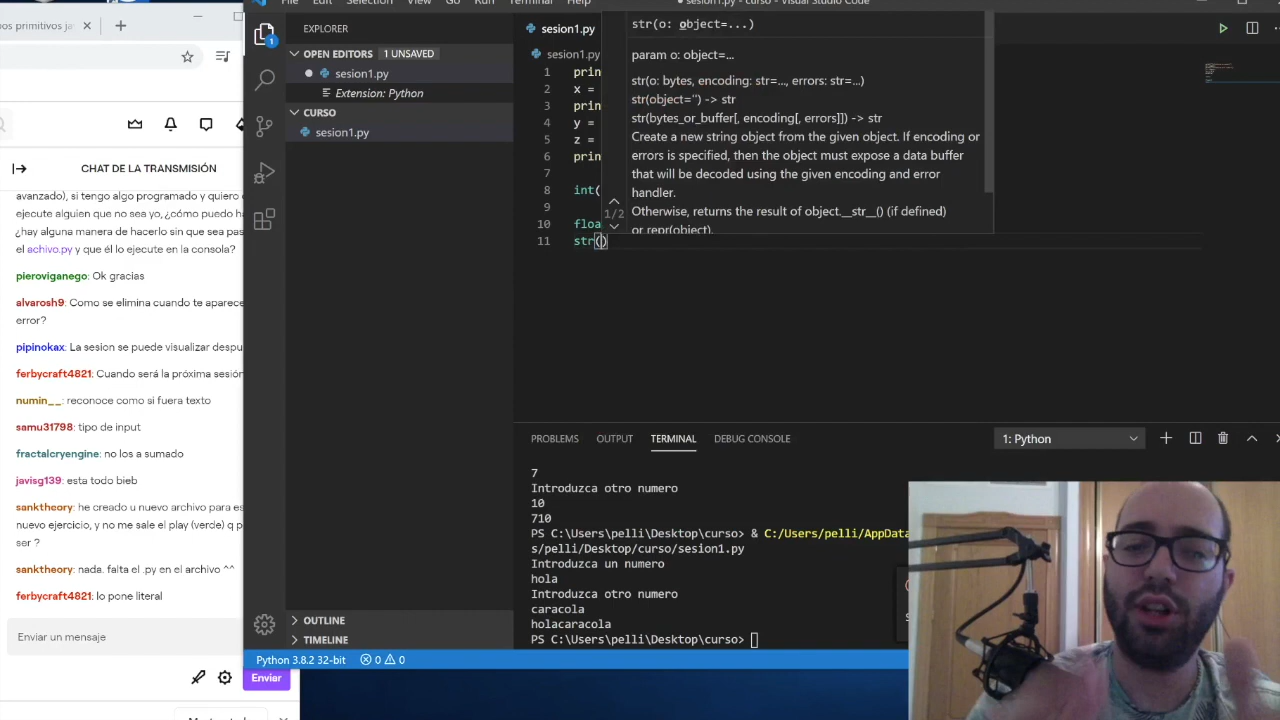 os primitivos ja
CHAT DE LA TRANSMISIÓN
avanzado), si tengo algo programado y quiero
ejecute alguien que no sea yo, ¿cómo puedo
¿hay alguna manera de hacerlo sin que sea
el achivo.py y que él lo ejecute en la consola?
pieroviganego: Ok gracias
alvarosh9: Como se elimina cuando te aparece
error?
pipinokax: La sesion se puede visualizar despu
ferbycraft4821: Cuando será la próxima sesión
numin__: reconoce como si fuera texto
samu31798: tipo de input
fractalcryengine: no los a sumado
javisg139: esta todo bieb
sanktheory: he creado u nuevo archivo para es
nuevo ejercicio, y no me sale el play (verde) q p
ser ?
sanktheory: nada. falta el .py en el archivo ^^
ferbycraft4821: lo pone literal
Enviar un mensaje
Enviar
File Edit Selection View Go Run Terminal Help
sesion1.py - curso - Visual Studio Code
EXPLORER
OPEN EDITORS 1 UNSAVED
sesion1.py
Extension: Python
CURSO
sesion1.py
OUTLINE
TIMELINE
1
Python 3.8.2 32-bit 0 0
sesion1.py
sesion1.py
1 prin
2 x =
3 prin
4 y =
5 z =
6 prin
7
8 int(
9
10 floa
11 str()
1/2
str(o: object=...)
param o: object=...
str(o: bytes, encoding: str=..., errors: str=...)
str(object='') -> str
str(bytes_or_buffer[, encoding[, errors]]) -> str
Create a new string object from the given object. If encoding or
errors is specified, then the object must expose a data buffer
that will be decoded using the given encoding and error
handler.
Otherwise, returns the result of object.__str__() (if defined)
or repr(object).
PROBLEMS OUTPUT TERMINAL DEBUG CONSOLE 1: Python
7
Introduzca otro numero
10
710
PS C:\Users\pelli\Desktop\curso> & C:/Users/pelli/AppData
s/pelli/Desktop/curso/sesion1.py
Introduzca un numero
hola
Introduzca otro numero
caracola
holacaracola
PS C:\Users\pelli\Desktop\curso>